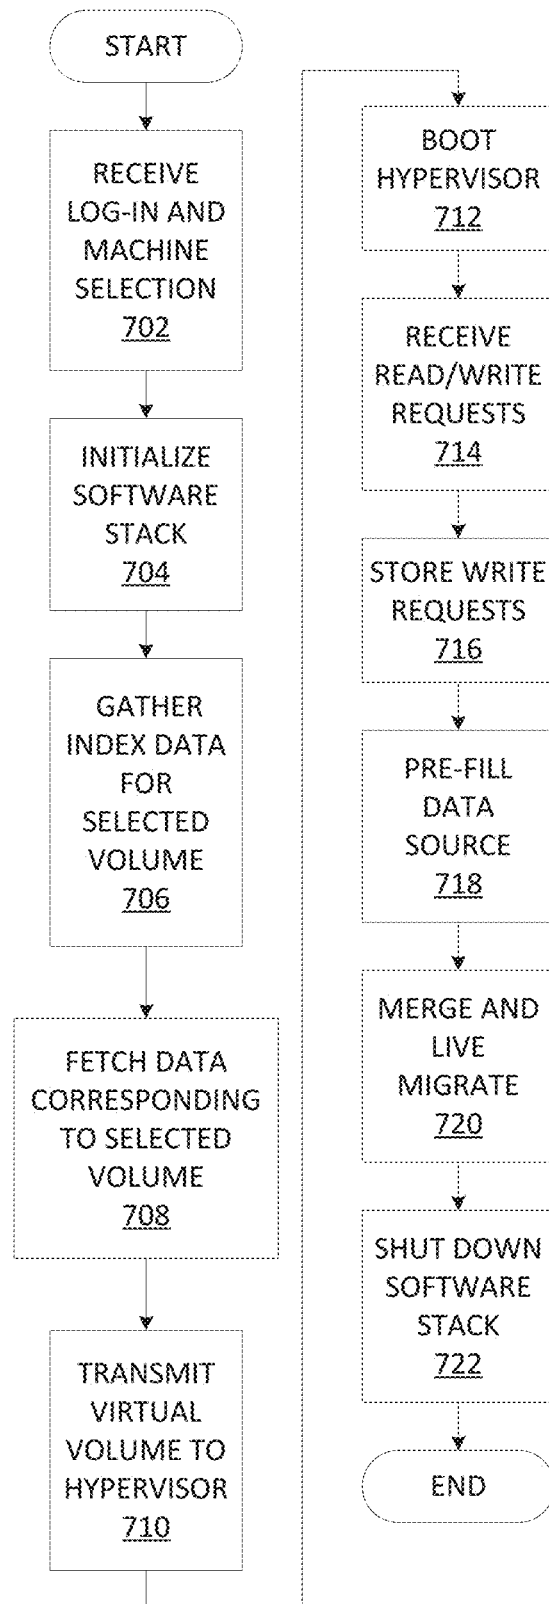 START
RECEIVE
LOG-IN AND
MACHINE
SELECTION
702
INITIALIZE
SOFTWARE
STACK
704
GATHER
INDEX DATA
FOR
SELECTED
VOLUME
706
FETCH DATA
CORRESPONDING
TO SELECTED
VOLUME
708
TRANSMIT
VIRTUAL
VOLUME TO
HYPERVISOR
710
BOOT
HYPERVISOR
712
RECEIVE
READ/WRITE
REQUESTS
714
STORE WRITE
REQUESTS
716
PRE-FILL
DATA
SOURCE
718
MERGE AND
LIVE
MIGRATE
720
SHUT DOWN
SOFTWARE
STACK
722
END